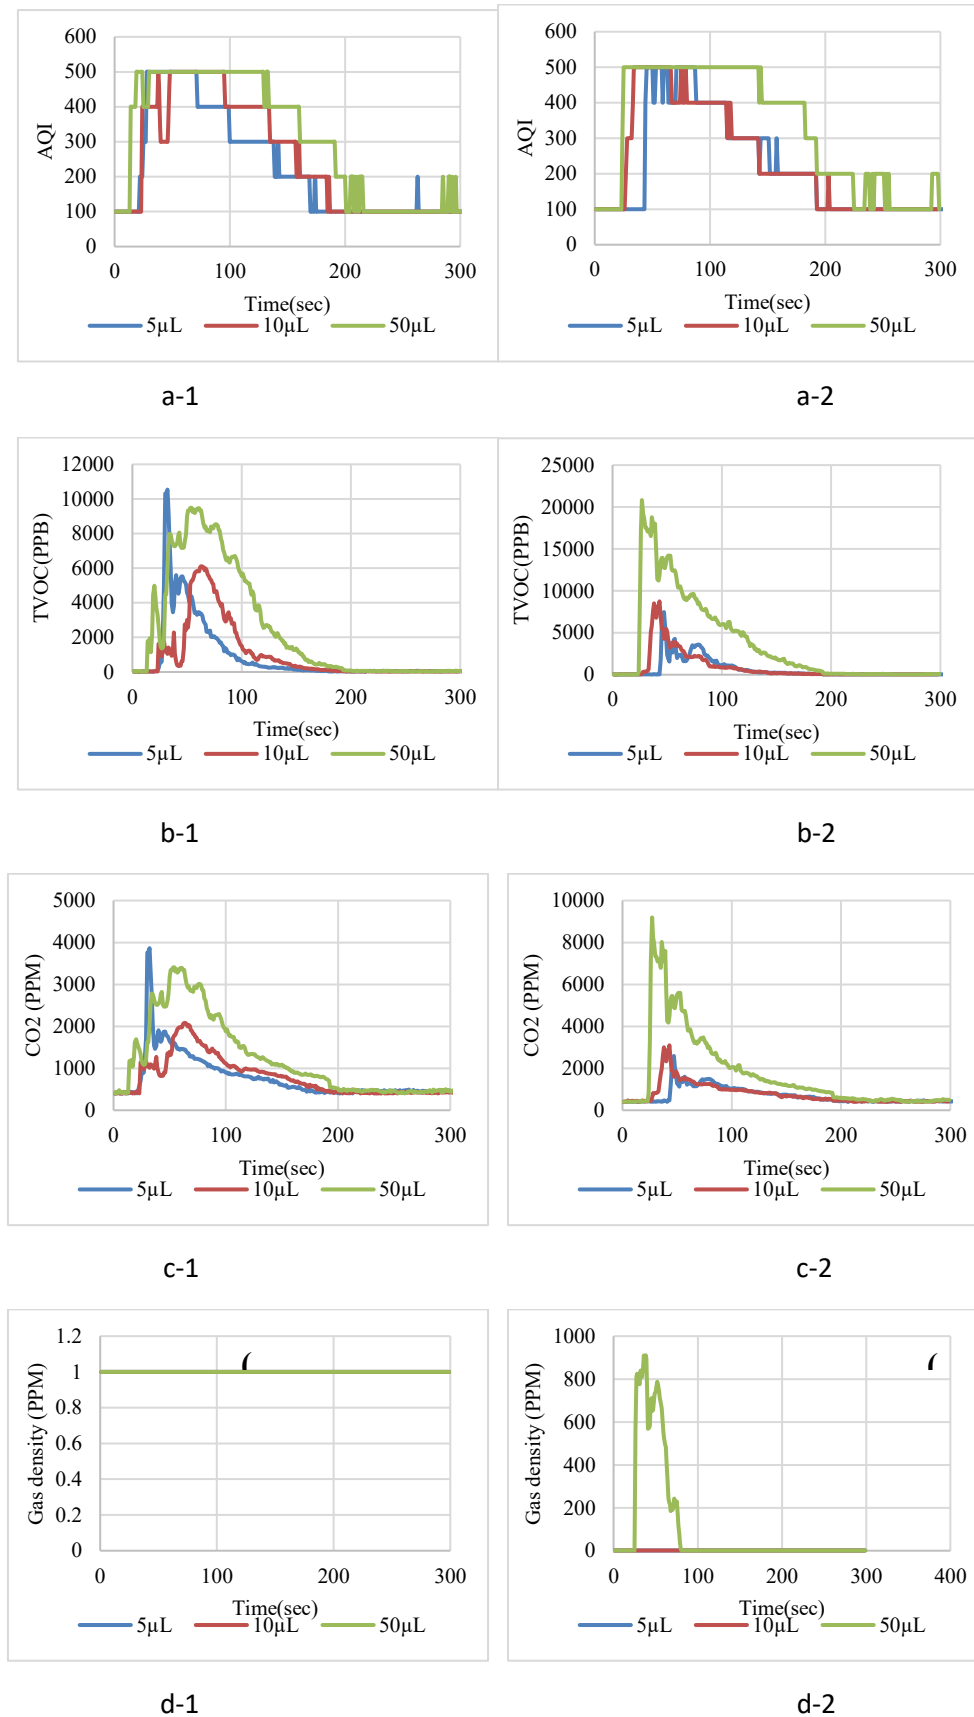 600
500
400
300
200
100
0
AQI
0 100 200 300
Time(sec)
5µL 10µL 50µL
a-1
600
500
400
300
200
100
0
AQI
0 100 200 300
Time(sec)
5µL 10µL 50µL
a-2
12000
10000
8000
6000
4000
2000
0
TVOC(PPB)
0 100 200 300
Time(sec)
5µL 10µL 50µL
b-1
25000
20000
15000
10000
5000
0
TVOC(PPB)
0 100 200 300
Time(sec)
5µL 10µL 50µL
b-2
5000
4000
3000
2000
1000
0
CO2 (PPM)
0 100 200 300
Time(sec)
5µL 10µL 50µL
c-1
10000
8000
6000
4000
2000
0
CO2 (PPM)
0 100 200 300
Time(sec)
5µL 10µL 50µL
c-2
1.2
1
0.8
0.6
0.4
0.2
0
Gas density (PPM)
(
0 100 200 300
Time(sec)
5µL 10µL 50µL
d-1
1000
800
600
400
200
0
Gas density (PPM)
(
0 100 200 300 400
Time(sec)
5µL 10µL 50µL
d-2